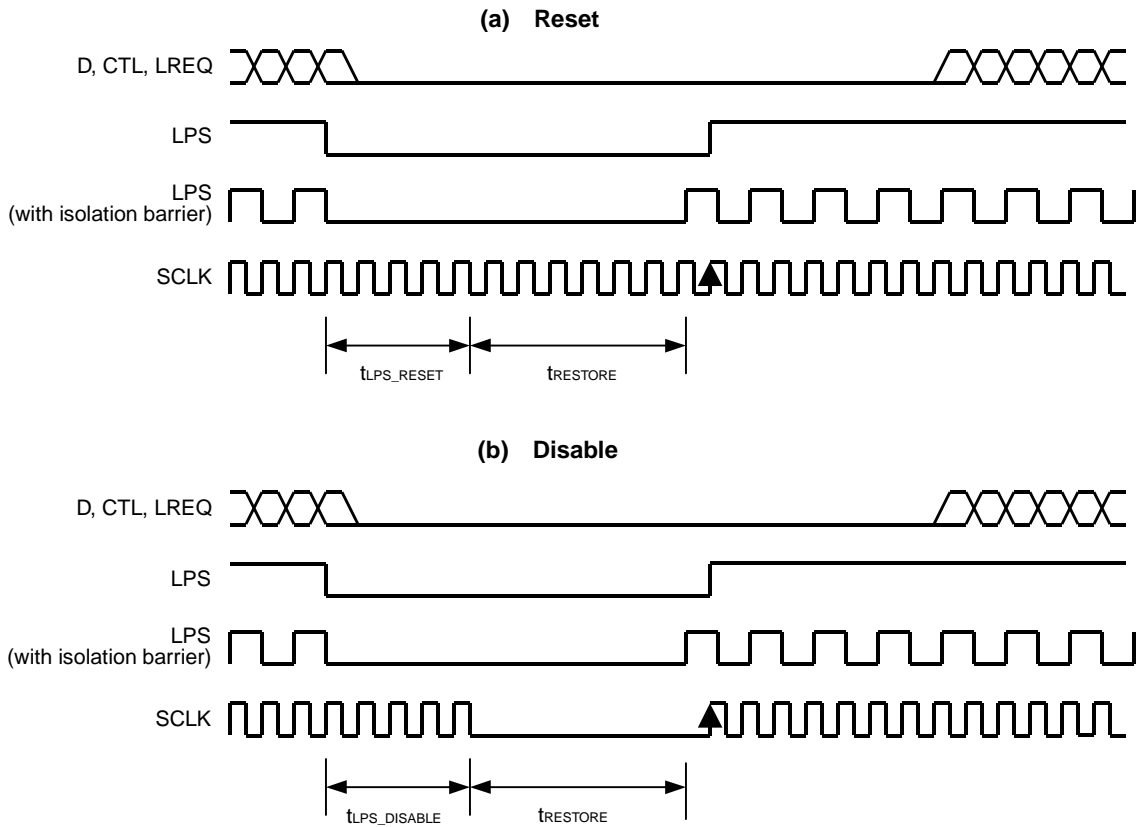 (a) Reset
D, CTL, LREQ
LPS
LPS
(with isolation barrier)
SCLK
tLPS_RESET
tRESTORE
(b) Disable
D, CTL, LREQ
LPS
LPS
(with isolation barrier)
SCLK
tLPS_DISABLE
tRESTORE